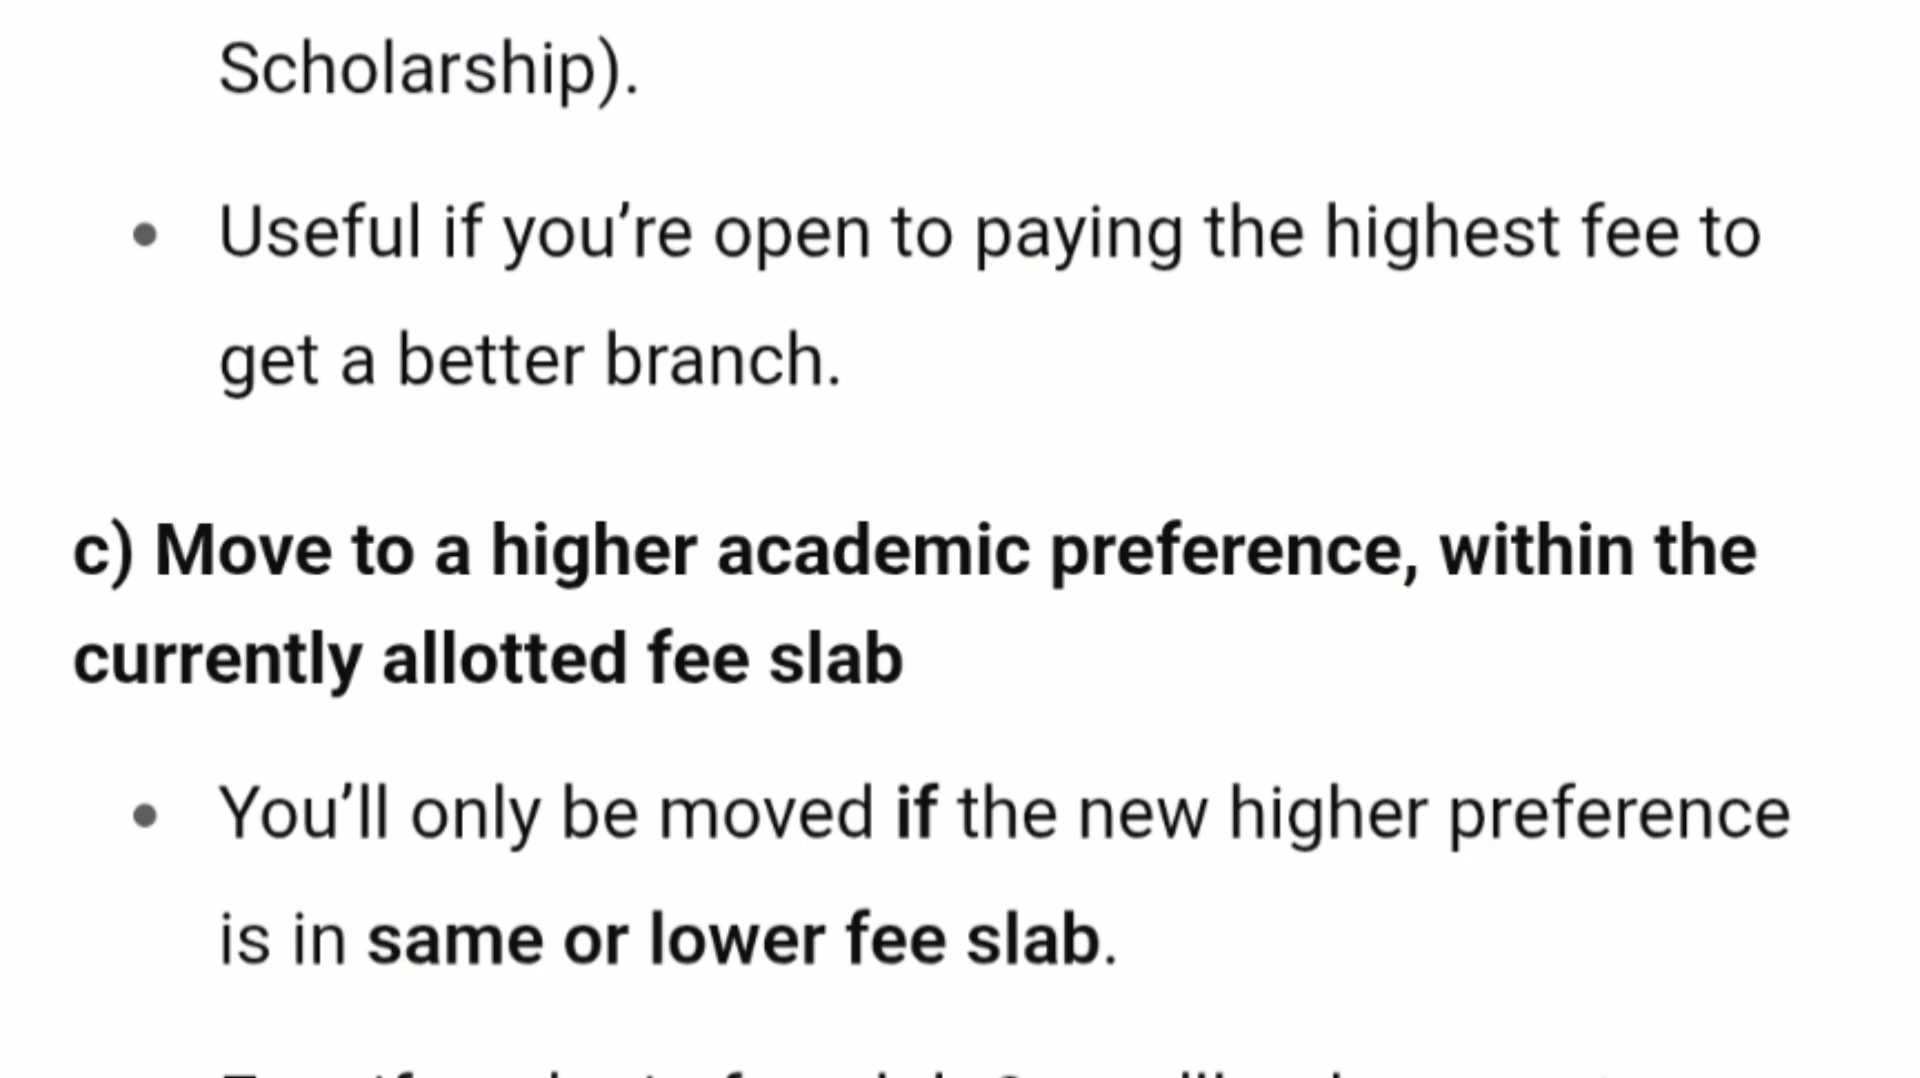 Scholarship).
• Useful if you’re open to paying the highest fee to
get a better branch.
c) Move to a higher academic preference, within the
currently allotted fee slab
• You’ll only be moved if the new higher preference
is in same or lower fee slab.